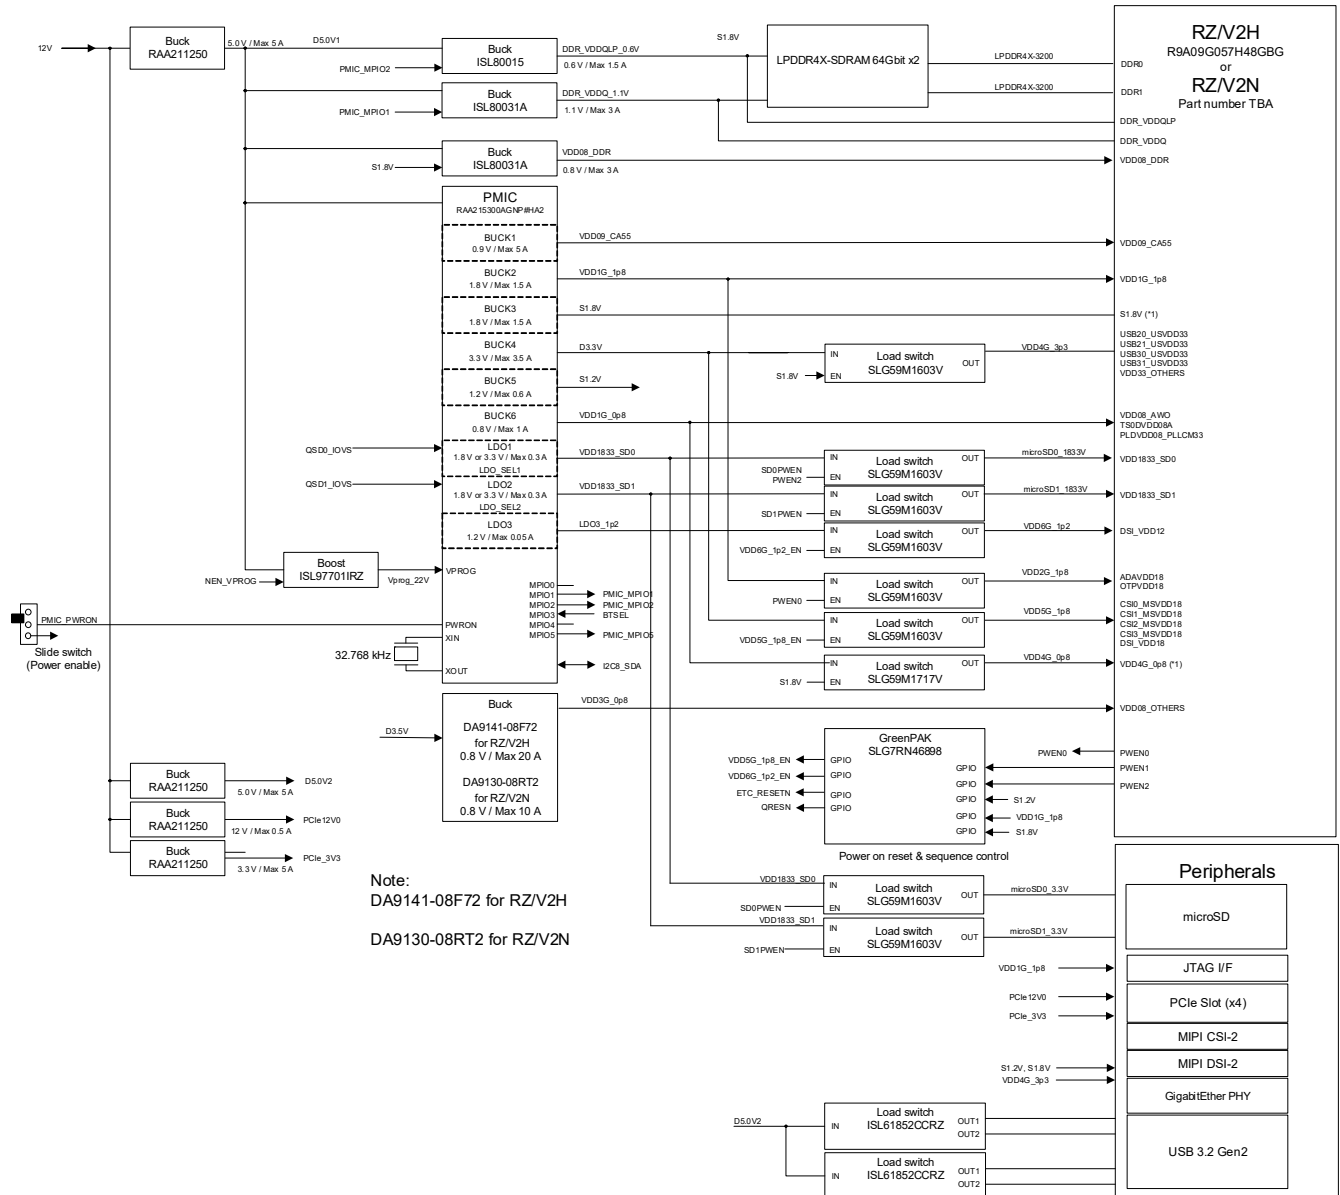 12V
Buck
RAA211250
5.0 V / Max 5 A
D5.0V1
PMIC_MPIO2
Buck
ISL80015
DDR_VDDQLP_0.6V
0.6 V / Max 1.5 A
S1.8V
LPDDR4X-SDRAM 64Gbit x2
LPDDR4X-3200
LPDDR4X-3200
PMIC_MPIO1
Buck
ISL80031A
DDR_VDDQ_1.1V
1.1 V / Max 3 A
S1.8V
Buck
ISL80031A
VDD08_DDR
0.8 V / Max 3 A
RZ/V2H
R9A09G057H48GBG
or
RZ/V2N
Part number TBA
DDR0
DDR1
DDR_VDDQLP
DDR_VDDQ
VDD08_DDR
VDD09_CA55
VDD1G_1p8
S1.8V (*1)
USB20_USVDD33
USB21_USVDD33
USB30_USVDD33
USB31_USVDD33
VDD33_OTHERS
VDD08_AWO
TS0DVDD08A
PLDVDD08_PLLCM33
VDD1833_SD0
VDD1833_SD1
DSI_VDD12
ADAVDD18
OTPVDD18
CSI0_MSVDD18
CSI1_MSVDD18
CSI2_MSVDD18
CSI3_MSVDD18
DSI_VDD18
VDD4G_0p8 (*1)
VDD08_OTHERS
PWEN0
PWEN1
PWEN2
PMIC
RAA215300AGNP#HA2
BUCK1
0.9 V / Max 5 A
VDD09_CA55
BUCK2
1.8 V / Max 1.5 A
VDD1G_1p8
BUCK3
1.8 V / Max 1.5 A
S1.8V
BUCK4
3.3 V / Max 3.5 A
D3.3V
BUCK5
1.2 V / Max 0.6 A
S1.2V
BUCK6
0.8 V / Max 1 A
VDD1G_0p8
QSD0_IOVS
LDO1
1.8 V or 3.3 V / Max 0.3 A
LDO_SEL1
VDD1833_SD0
QSD1_IOVS
LDO2
1.8 V or 3.3 V / Max 0.3 A
LDO_SEL2
VDD1833_SD1
LDO3
1.2 V / Max 0.05 A
LDO3_1p2
NEN_VPROG
Boost
ISL97701IRZ
Vprog_22V
VPROG
MPIO0
MPIO1
PMIC_MPIO1
MPIO2
PMIC_MPIO2
MPIO3
BTSEL
MPIO4
MPIO5
PMIC_MPIO5
I2C8_SDA
PMIC_PWRON
PWRON
XIN
XOUT
32.768 kHz
Slide switch
(Power enable)
IN
EN
S1.8V
Load switch
SLG59M1603V
OUT
VDD4G_3p3
IN
EN
SD0PWEN
PWEN2
Load switch
SLG59M1603V
OUT
microSD0_1833V
IN
EN
SD1PWEN
Load switch
SLG59M1603V
OUT
microSD1_1833V
IN
EN
VDD6G_1p2_EN
Load switch
SLG59M1603V
OUT
VDD6G_1p2
IN
EN
PWEN0
Load switch
SLG59M1603V
OUT
VDD2G_1p8
IN
EN
VDD5G_1p8_EN
Load switch
SLG59M1603V
OUT
VDD5G_1p8
IN
EN
S1.8V
Load switch
SLG59M1717V
OUT
VDD4G_0p8
D3.5V
Buck
DA9141-08F72
for RZ/V2H
0.8 V / Max 20 A
DA9130-08RT2
for RZ/V2N
0.8 V / Max 10 A
VDD3G_0p8
GreenPAK
SLG7RN46898
VDD5G_1p8_EN
GPIO
VDD6G_1p2_EN
GPIO
ETC_RESETN
GPIO
QRESN
GPIO
PWEN0
GPIO
GPIO
GPIO
S1.2V
GPIO
VDD1G_1p8
GPIO
S1.8V
Power on reset & sequence control
Buck
RAA211250
5.0 V / Max 5 A
D5.0V2
Buck
RAA211250
12 V / Max 0.5 A
PCIe12V0
Buck
RAA211250
3.3 V / Max 5 A
PCIe_3V3
Note:
DA9141-08F72 for RZ/V2H
DA9130-08RT2 for RZ/V2N
VDD1833_SD0
IN
EN
SD0PWEN
Load switch
SLG59M1603V
OUT
microSD0_3.3V
VDD1833_SD1
IN
EN
SD1PWEN
Load switch
SLG59M1603V
OUT
microSD1_3.3V
Peripherals
microSD
VDD1G_1p8
JTAG I/F
PCIe12V0
PCIe_3V3
PCIe Slot (x4)
MIPI CSI-2
MIPI DSI-2
S1.2V, S1.8V
VDD4G_3p3
GigabitEther PHY
USB 3.2 Gen2
D5.0V2
IN
Load switch
ISL61852CCRZ
OUT1
OUT2
IN
Load switch
ISL61852CCRZ
OUT1
OUT2